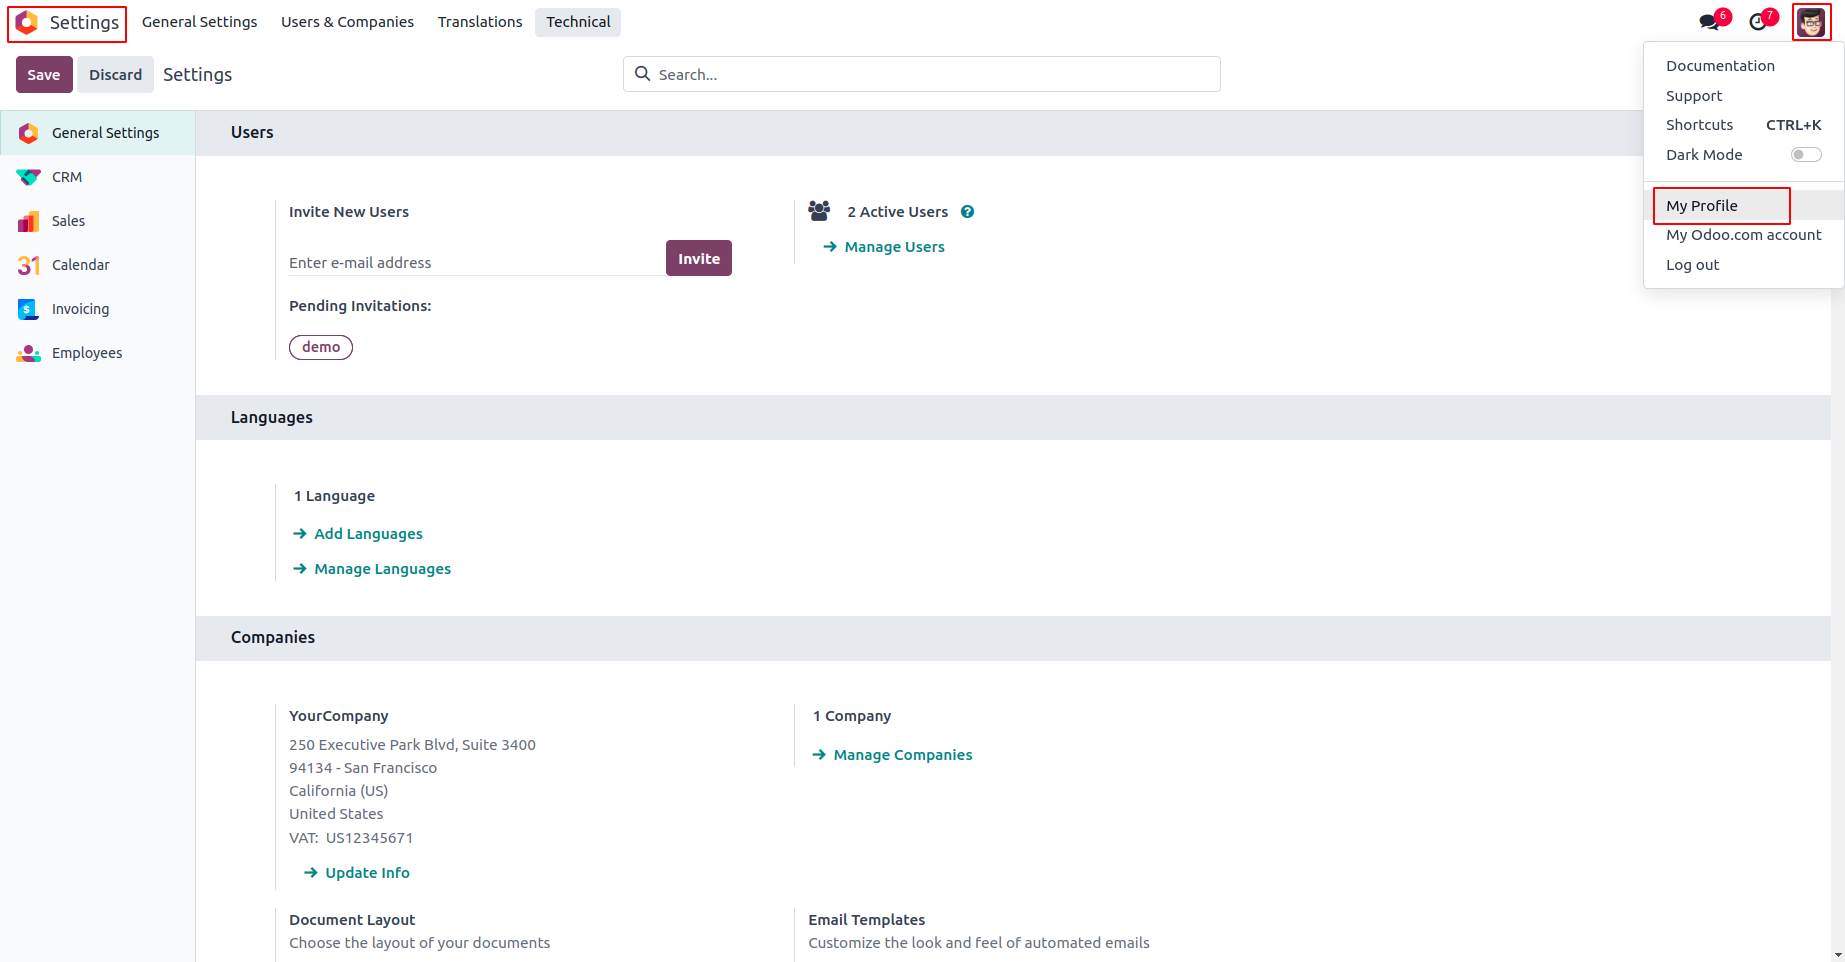 Settings General Settings Users & Companies Translations Technical 6 7
Save Discard Settings Search...
Documentation
Support
Shortcuts CTRL+K
Dark Mode
My Profile
My Odoo.com account
Log out
General Settings
CRM
Sales
31 Calendar
$ Invoicing
Employees
Users
Invite New Users
Enter e-mail address Invite
Pending Invitations:
demo
2 Active Users ?
→ Manage Users
Languages
1 Language
→ Add Languages
→ Manage Languages
Companies
YourCompany
250 Executive Park Blvd, Suite 3400
94134 - San Francisco
California (US)
United States
VAT: US12345671
→ Update Info
1 Company
→ Manage Companies
Document Layout
Choose the layout of your documents
Email Templates
Customize the look and feel of automated emails